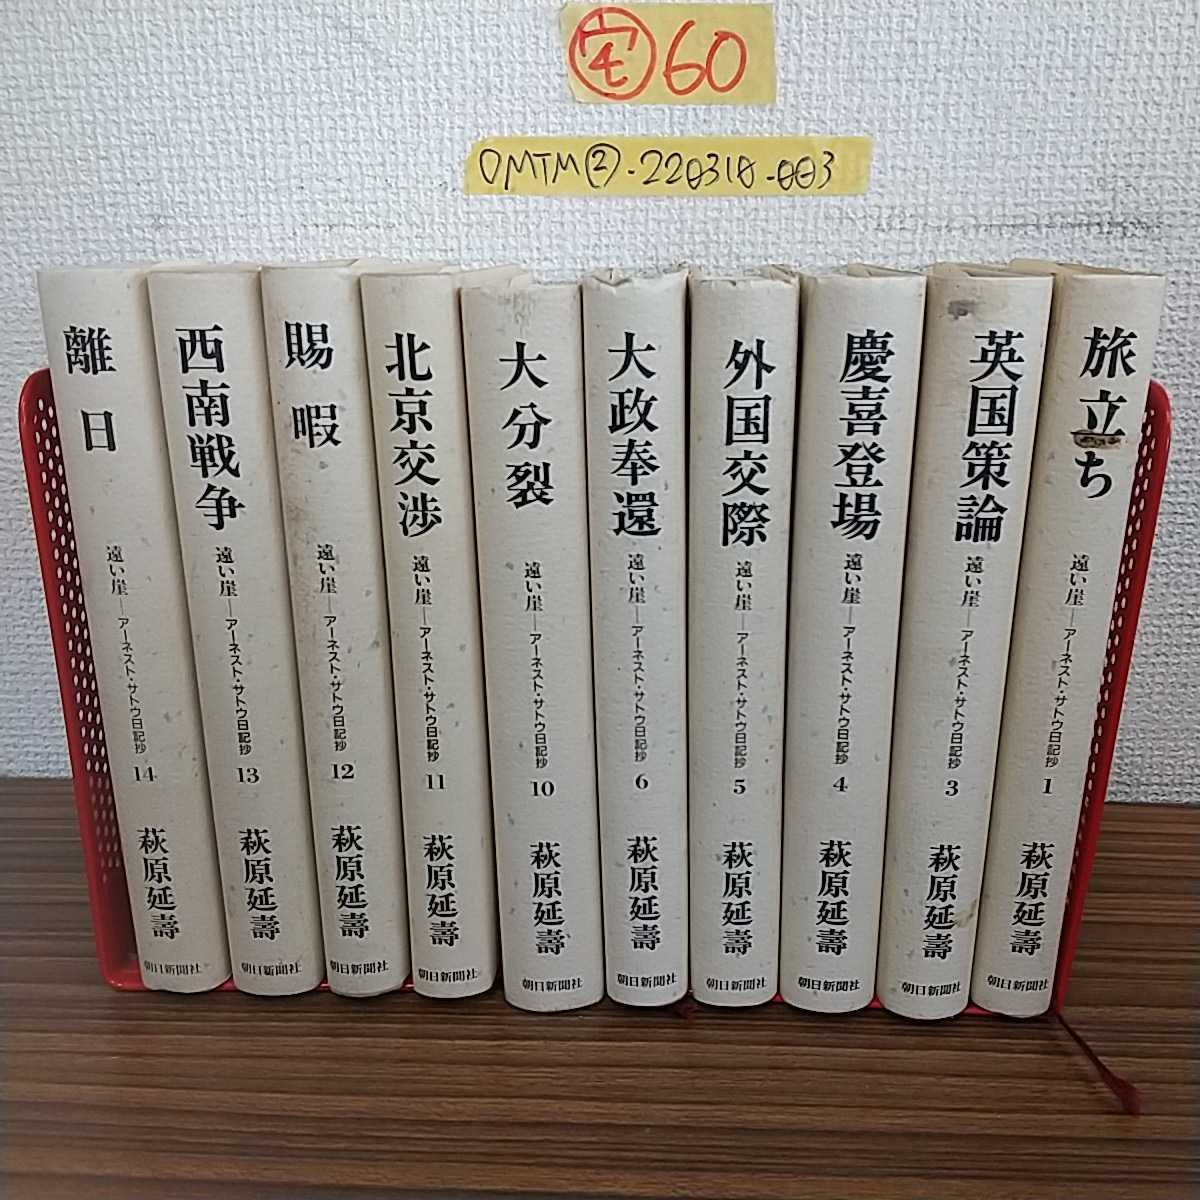 宅 60
OMTM②-220310-003
離日
遠い崖―アーネスト・サトウ日記抄 14
萩原延壽
朝日新聞社
西南戦争
遠い崖―アーネスト・サトウ日記抄 13
萩原延壽
朝日新聞社
賜暇
遠い崖―アーネスト・サトウ日記抄 12
萩原延壽
朝日新聞社
北京交渉
遠い崖―アーネスト・サトウ日記抄 11
萩原延壽
朝日新聞社
大分裂
遠い崖―アーネスト・サトウ日記抄 10
萩原延壽
朝日新聞社
大政奉還
遠い崖―アーネスト・サトウ日記抄 6
萩原延壽
朝日新聞社
外国交際
遠い崖―アーネスト・サトウ日記抄 5
萩原延壽
朝日新聞社
慶喜登場
遠い崖―アーネスト・サトウ日記抄 4
萩原延壽
朝日新聞社
英国策論
遠い崖―アーネスト・サトウ日記抄 3
萩原延壽
朝日新聞社
旅立ち
遠い崖―アーネスト・サトウ日記抄 1
萩原延壽
朝日新聞社